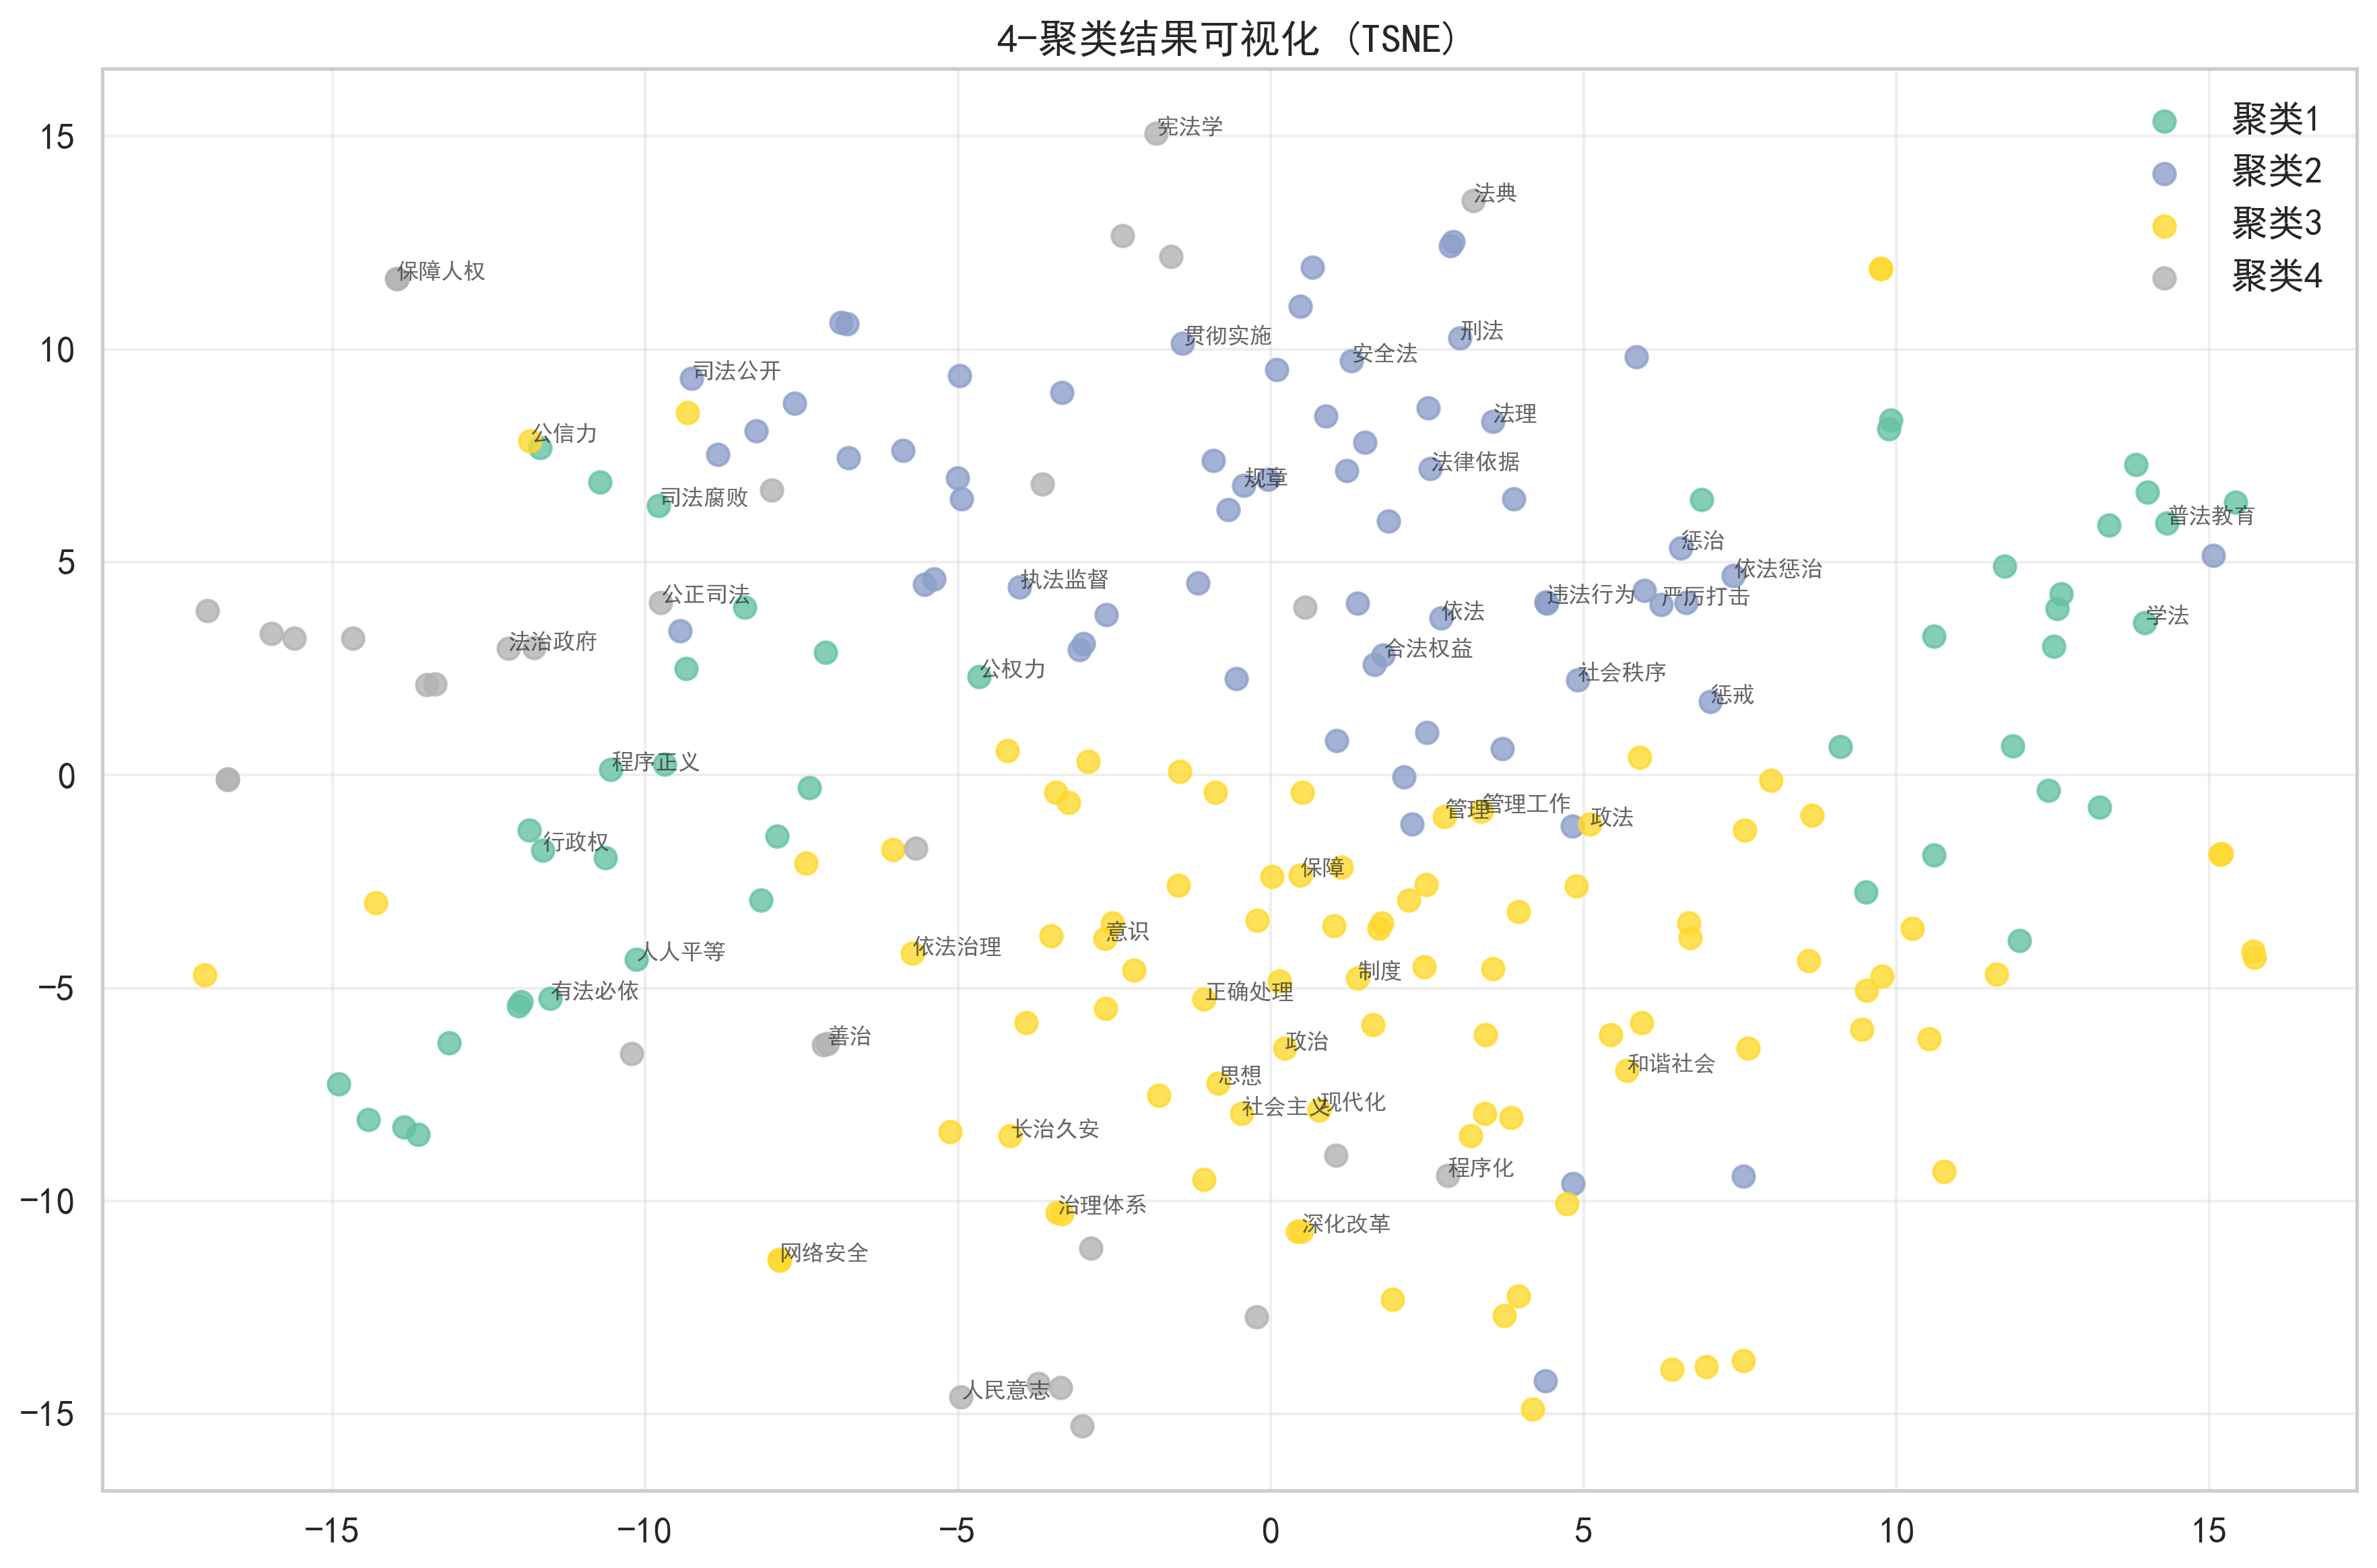 4-聚类结果可视化 (TSNE)
聚类1
聚类2
聚类3
聚类4
宪法学
法典
保障人权
贯彻实施
刑法
安全法
司法公开
公信力
法理
法律依据
规章
司法腐败
普法教育
惩治
依法惩治
执法监督
公正司法
违法行为
严厉打击
依法
学法
法治政府
合法权益
公权力
社会秩序
惩戒
程序正义
管理
管理工作
政法
行政权
保障
意识
人人平等
依法治理
制度
有法必依
正确处理
善治
政治
和谐社会
思想
社会主义
现代化
长治久安
程序化
治理体系
深化改革
网络安全
人民意志
15
10
5
0
-5
-10
-15
-15
-10
-5
0
5
10
15